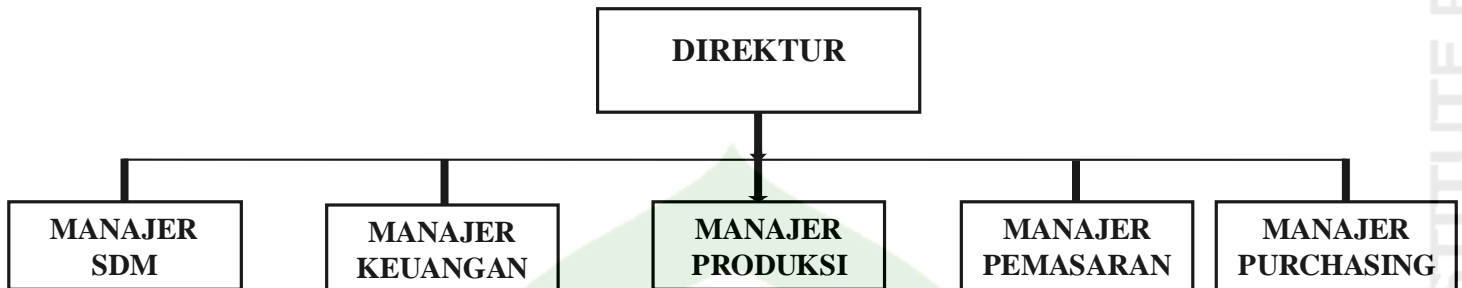 DIREKTUR
MANAJER
SDM
MANAJER
KEUANGAN
MANAJER
PRODUKSI
MANAJER
PEMASARAN
MANAJER
PURCHASING